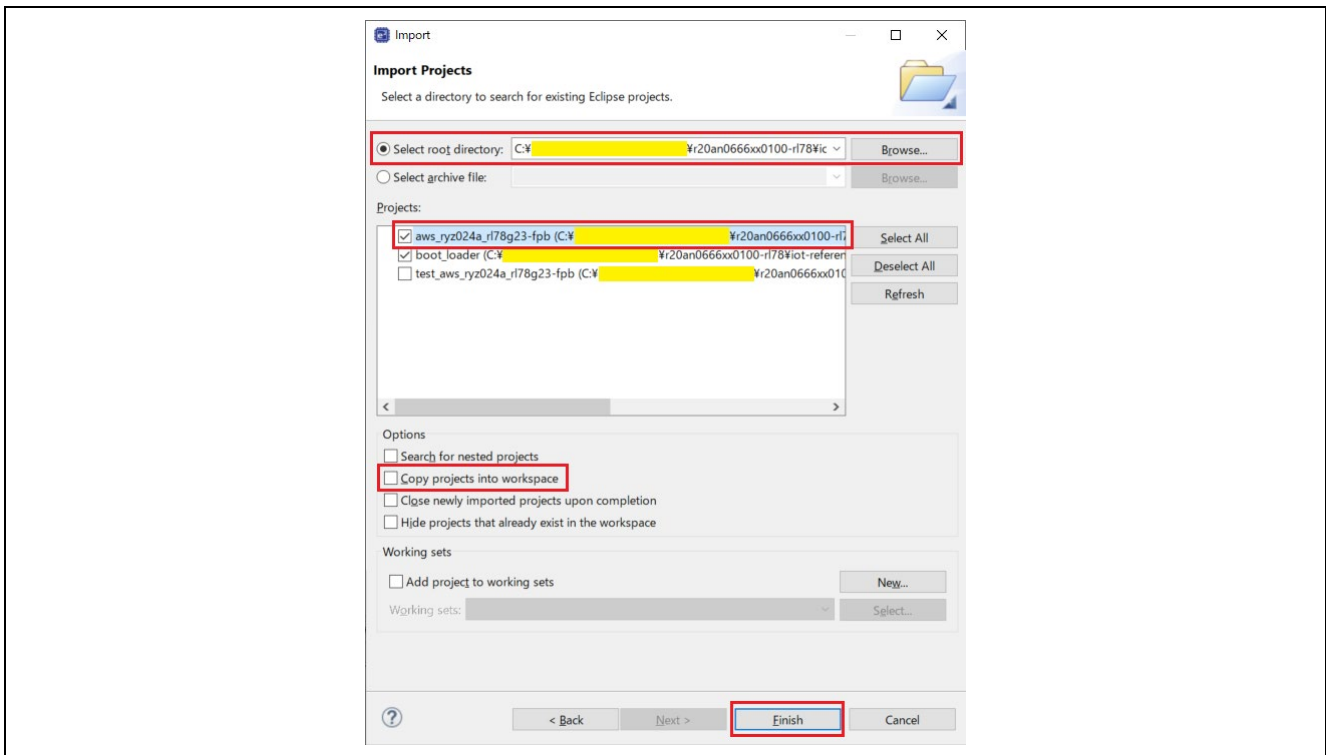 Import
Import Projects
Select a directory to search for existing Eclipse projects.
Select root directory: C:¥ ¥r20an0666xx0100-rl78¥ic Browse...
Select archive file: Browse...
Projects:
aws_ryz024a_rl78g23-fpb (C:¥ ¥r20an0666xx0100-rl7 Select All
boot_loader (C:¥ ¥r20an0666xx0100-rl78¥iot-referen Deselect All
test_aws_ryz024a_rl78g23-fpb (C:¥ ¥r20an0666xx010 Refresh
Options
Search for nested projects
Copy projects into workspace
Close newly imported projects upon completion
Hide projects that already exist in the workspace
Working sets
Add project to working sets New...
Working sets: Select...
? < Back Next > Finish Cancel